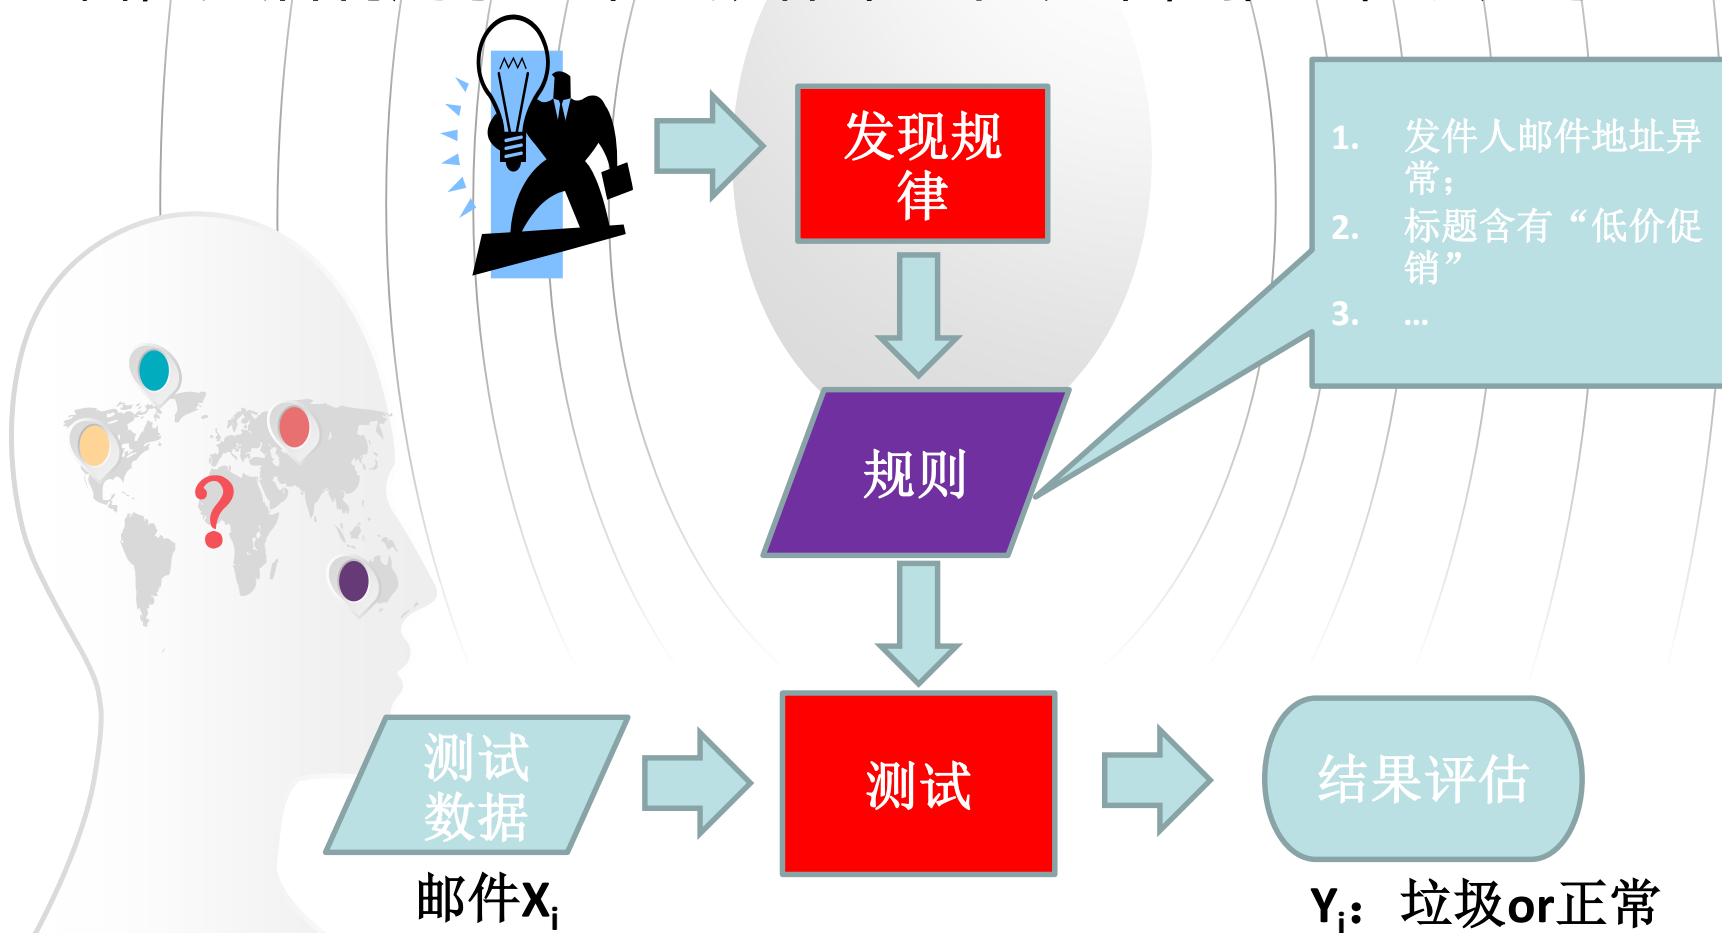 发现规
律
1. 发件人邮件地址异
常；
2. 标题含有“低价促
销”
3. …
规则
?
测试
数据
测试
结果评估
邮件Xi
Yi：垃圾or正常